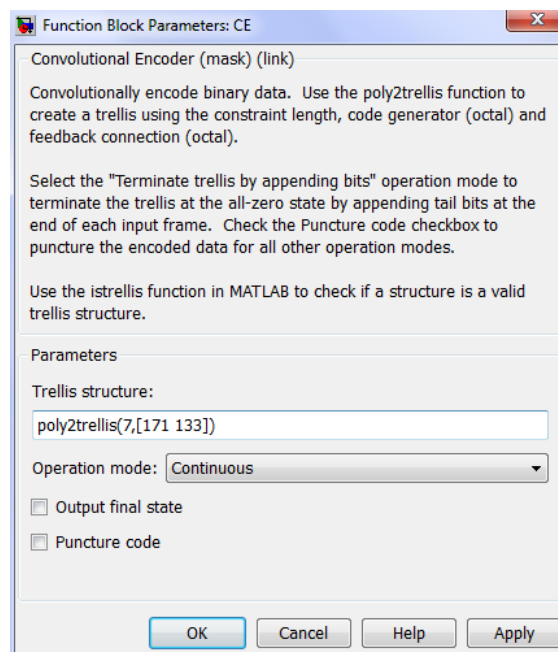 Function Block Parameters: CE
Convolutional Encoder (mask) (link)
Convolutionally encode binary data.  Use the poly2trellis function to
create a trellis using the constraint length, code generator (octal) and
feedback connection (octal).
Select the "Terminate trellis by appending bits" operation mode to
terminate the trellis at the all-zero state by appending tail bits at the
end of each input frame.  Check the Puncture code checkbox to
puncture the encoded data for all other operation modes.
Use the istrellis function in MATLAB to check if a structure is a valid
trellis structure.
Parameters
Trellis structure:
poly2trellis(7,[171 133])
Operation mode: Continuous
Output final state
Puncture code
OK Cancel Help Apply